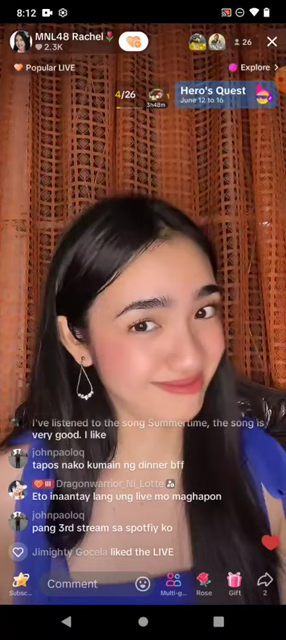 8:12
MNL48 Rachel🌷
2.3K
26
Popular LIVE
Explore >
4/26
3h48m
Hero's Quest
June 12 to 16
I've listened to the song Summertime, the song is
very good. I like
johnpaoloq
tapos nako kumain ng dinner bff
III Dragonwarrior_Ni_Lotte
Eto inaantay lang ung live mo maghapon
johnpaoloq
pang 3rd stream sa spotfiy ko
Jimighty Gocela liked the LIVE
Comment
Subsc...
Multi-g...
Rose
Gift
2